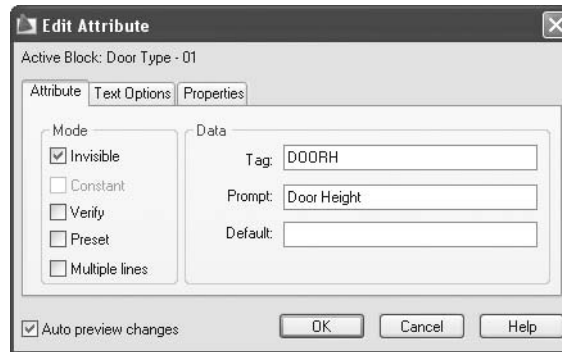 Edit Attribute
Active Block: Door Type - 01
Attribute Text Options Properties
Mode
Invisible
Constant
Verify
Preset
Multiple lines
Data
Tag: DOORH
Prompt: Door Height
Default:
Auto preview changes
OK Cancel Help